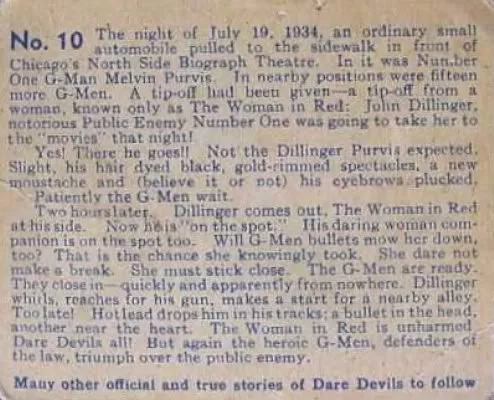 No. 10 The night of July 19, 1934, an ordinary small
automobile pulled to the sidewalk in front of
Chicago's North Side Biograph Theatre. In it was Number
One G-Man Melvin Purvis. In nearby positions were fifteen
more G-Men. A tip-off had been given—a tip-off from a
woman, known only as The Woman in Red: John Dillinger,
notorious Public Enemy Number One was going to take her to
the "movies" that night!
Yes! There he goes!! Not the Dillinger Purvis expected.
Slight, his hair dyed black, gold-rimmed spectacles, a new
moustache and (believe it or not) his eyebrows plucked.
Patiently the G-Men wait.
Two hours later. Dillinger comes out, The Woman in Red
at his side. Now he is "on the spot." His daring woman com-
panion is on the spot too. Will G-Men bullets mow her down,
too? That is the chance she knowingly took. She dare not
make a break. She must stick close. The G-Men are ready.
They close in—quickly and apparently from nowhere. Dillinger
whirls, reaches for his gun, makes a start for a nearby alley.
Too late! Hot lead drops him in his tracks; a bullet in the head,
another near the heart. The Woman in Red is unharmed
Dare Devils all! But again the heroic G-Men, defenders of
the law, triumph over the public enemy.
Many other official and true stories of Dare Devils to follow